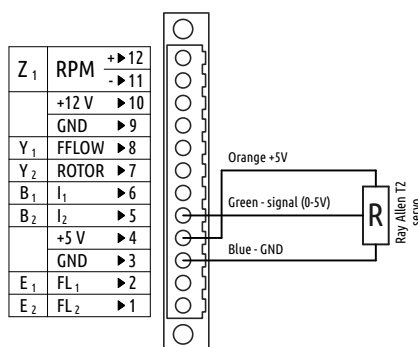 Z₁ RPM + ▶12
- ▶11
+12 V ▶10
GND ▶9
Y₁ FFLOW ▶8
Y₂ ROTOR ▶7
B₁ I₁ ▶6
B₂ I₂ ▶5
+5 V ▶4
GND ▶3
E₁ FL₁ ▶2
E₂ FL₂ ▶1
Orange +5V
Green - signal (0-5V)
Blue - GND
R
Ray Allen T2
servo